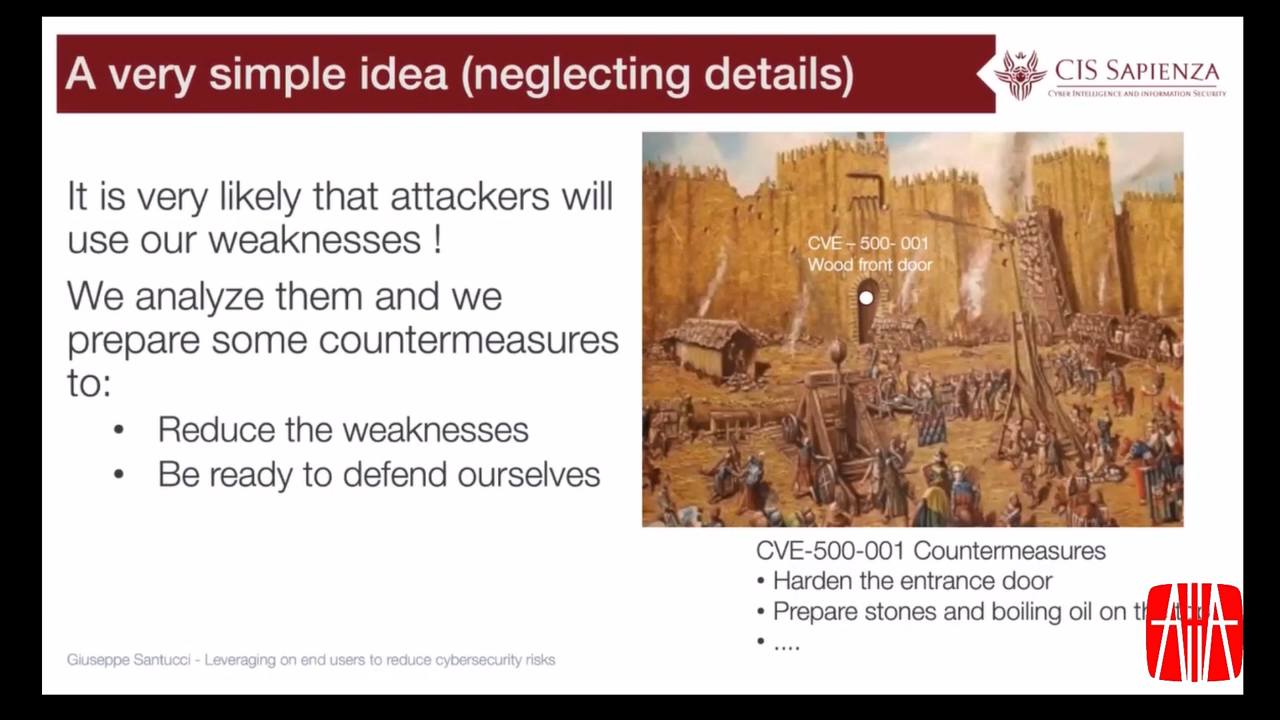 A very simple idea (neglecting details)
CIS SAPIENZA
CYBER INTELLIGENCE AND INFORMATION SECURITY
It is very likely that attackers will
use our weaknesses !
We analyze them and we
prepare some countermeasures
to:
• Reduce the weaknesses
• Be ready to defend ourselves
CVE – 500- 001
Wood front door
CVE-500-001 Countermeasures
• Harden the entrance door
• Prepare stones and boiling oil on
• ....
Giuseppe Santucci - Leveraging on end users to reduce cybersecurity risks